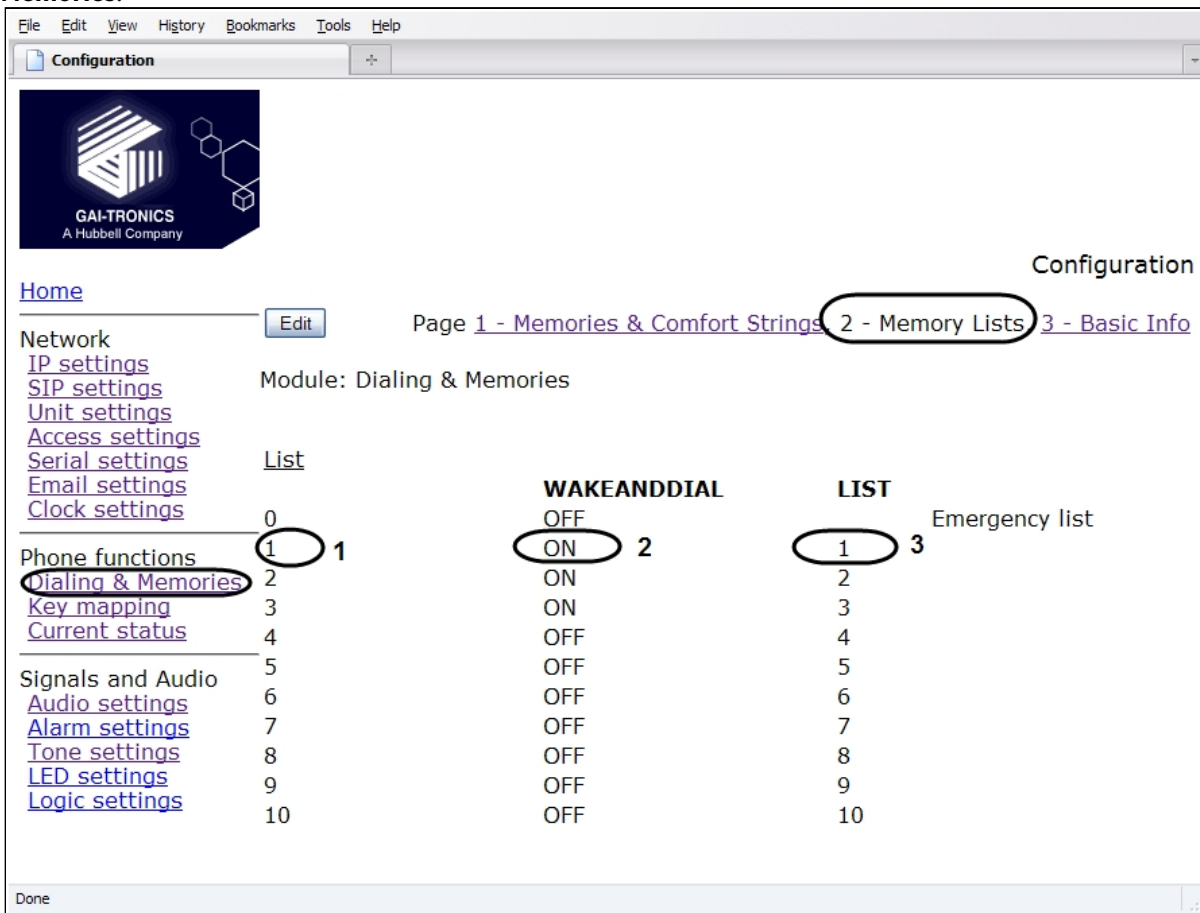 File Edit View History Bookmarks Tools Help
Configuration
GAI-TRONICS
A Hubbell Company
Configuration
Home
Edit
Page 1 - Memories & Comfort Strings, 2 - Memory Lists, 3 - Basic Info
Network
IP settings
SIP settings
Unit settings
Access settings
Serial settings
Email settings
Clock settings
Phone functions
Dialing & Memories
Key mapping
Current status
Signals and Audio
Audio settings
Alarm settings
Tone settings
LED settings
Logic settings
Module: Dialing & Memories
List
WAKEANDDIAL LIST
0 OFF Emergency list
1 1 ON 2 1 3
2 ON 2
3 ON 3
4 OFF 4
5 OFF 5
6 OFF 6
7 OFF 7
8 OFF 8
9 OFF 9
10 OFF 10
Done